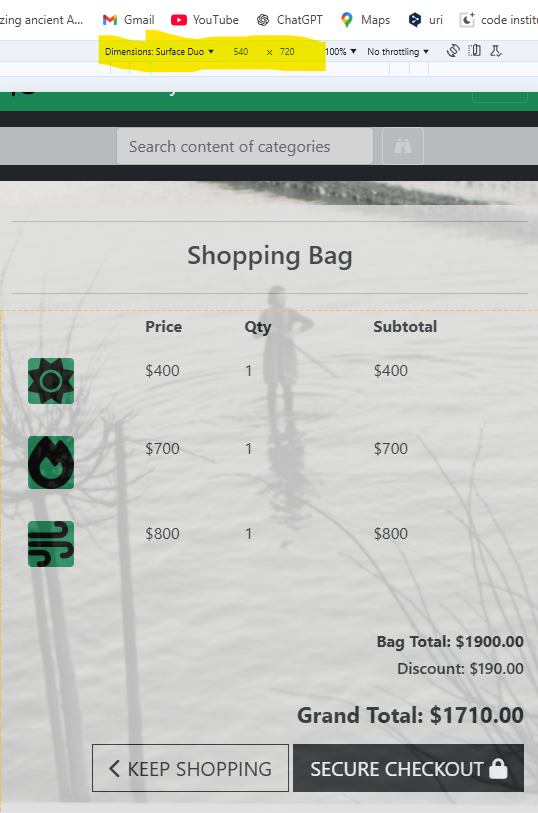 zing ancient A... Gmail YouTube ChatGPT Maps uri code institu
Dimensions: Surface Duo 540 × 720 100% No throttling
Search content of categories
Shopping Bag
Price Qty Subtotal
$400 1 $400
$700 1 $700
$800 1 $800
Bag Total: $1900.00
Discount: $190.00
Grand Total: $1710.00
KEEP SHOPPING SECURE CHECKOUT